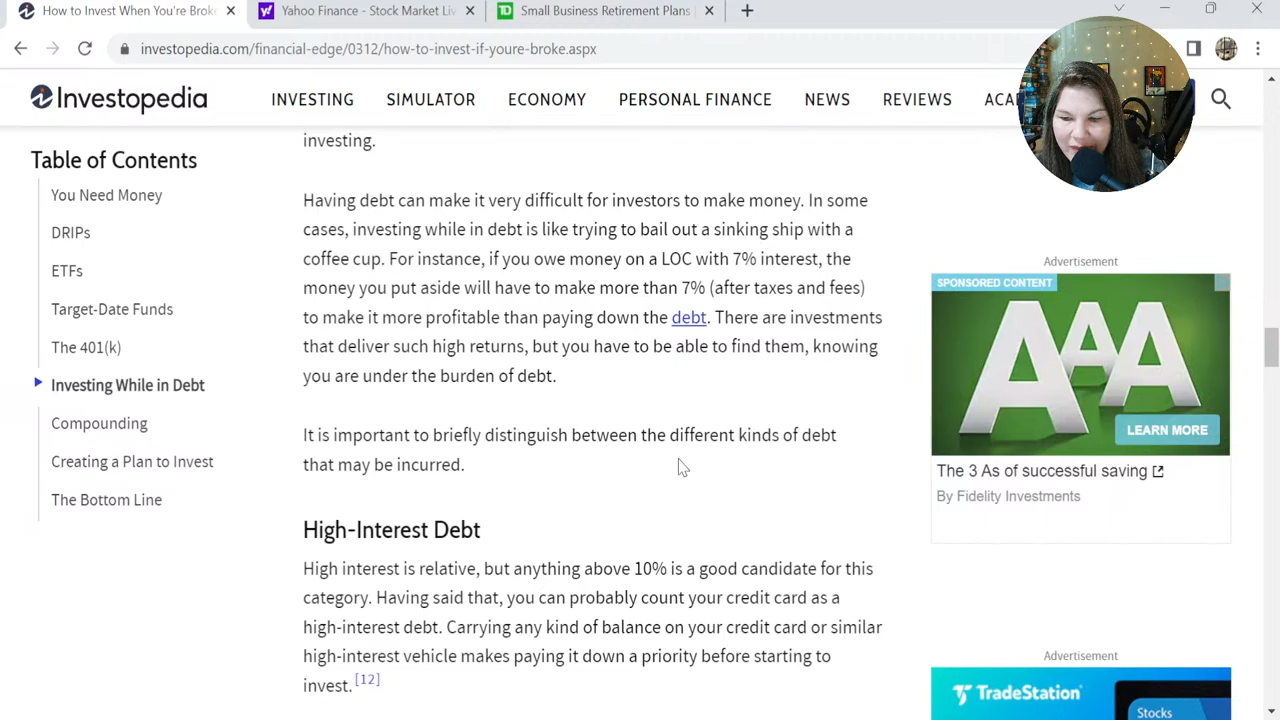 How to Invest When You're Broke
Yahoo Finance - Stock Market Liv
Small Business Retirement Plans
investopedia.com/financial-edge/0312/how-to-invest-if-youre-broke.aspx
Investopedia
INVESTING
SIMULATOR
ECONOMY
PERSONAL FINANCE
NEWS
REVIEWS
ACA
Table of Contents
You Need Money
DRIPs
ETFs
Target-Date Funds
The 401(k)
Investing While in Debt
Compounding
Creating a Plan to Invest
The Bottom Line
investing.
Having debt can make it very difficult for investors to make money. In some
cases, investing while in debt is like trying to bail out a sinking ship with a
coffee cup. For instance, if you owe money on a LOC with 7% interest, the
money you put aside will have to make more than 7% (after taxes and fees)
to make it more profitable than paying down the debt. There are investments
that deliver such high returns, but you have to be able to find them, knowing
you are under the burden of debt.
It is important to briefly distinguish between the different kinds of debt
that may be incurred.
High-Interest Debt
High interest is relative, but anything above 10% is a good candidate for this
category. Having said that, you can probably count your credit card as a
high-interest debt. Carrying any kind of balance on your credit card or similar
high-interest vehicle makes paying it down a priority before starting to
invest. [12]
Advertisement
SPONSORED CONTENT
AAA
LEARN MORE
The 3 As of successful saving
By Fidelity Investments
Advertisement
TradeStation
Stocks